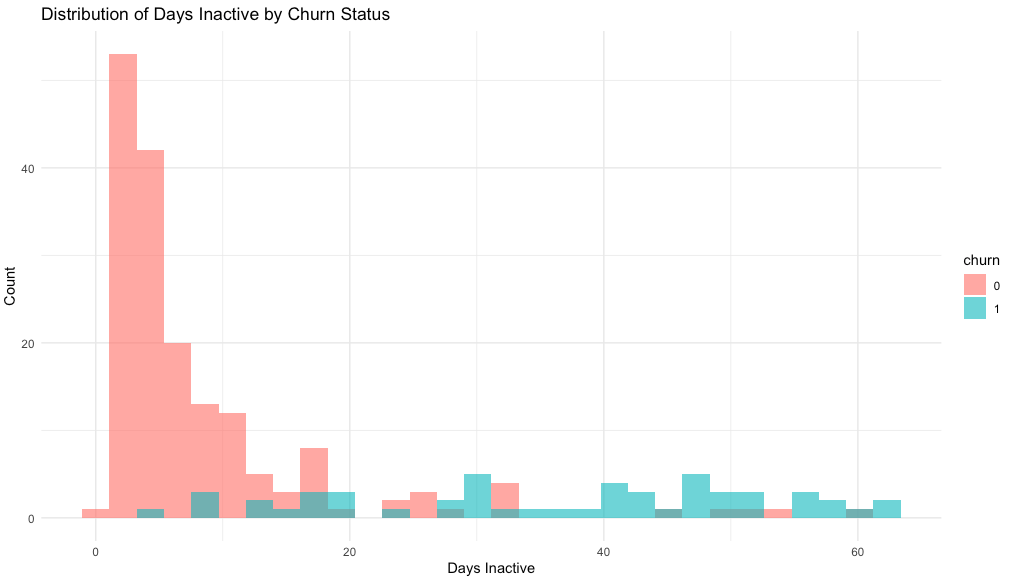 Distribution of Days Inactive by Churn Status
Count
40
20
0
0 20 40 60
Days Inactive
churn
0
1